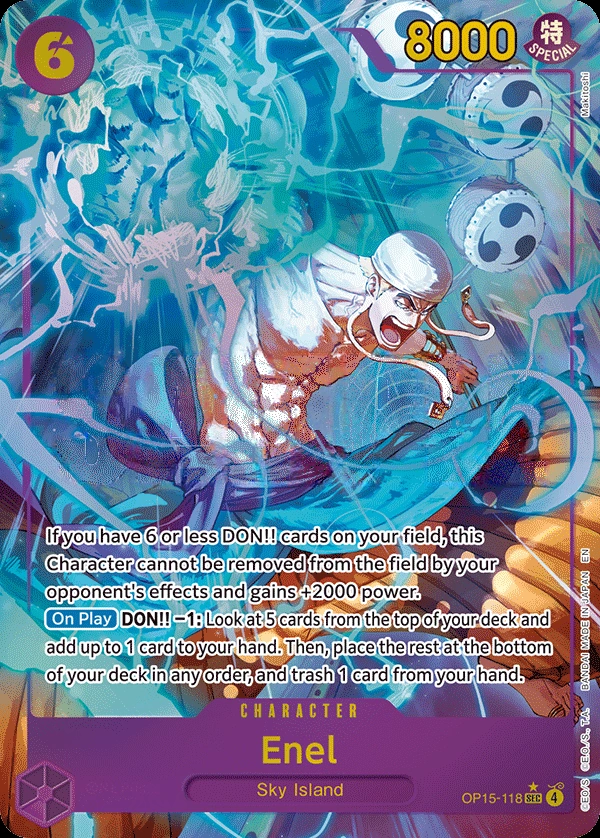 6
8000
特
SPECIAL
Makitoshi
If you have 6 or less DON!! cards on your field, this
Character cannot be removed from the field by your
opponent's effects and gains +2000 power.
On Play DON!! −1: Look at 5 cards from the top of your deck and
add up to 1 card to your hand. Then, place the rest at the bottom
of your deck in any order, and trash 1 card from your hand.
CHARACTER
Enel
Sky Island
OP15-118 SEC 4
©E.O./S. ©E.O./S., T.A. BANDAI MADE IN JAPAN EN